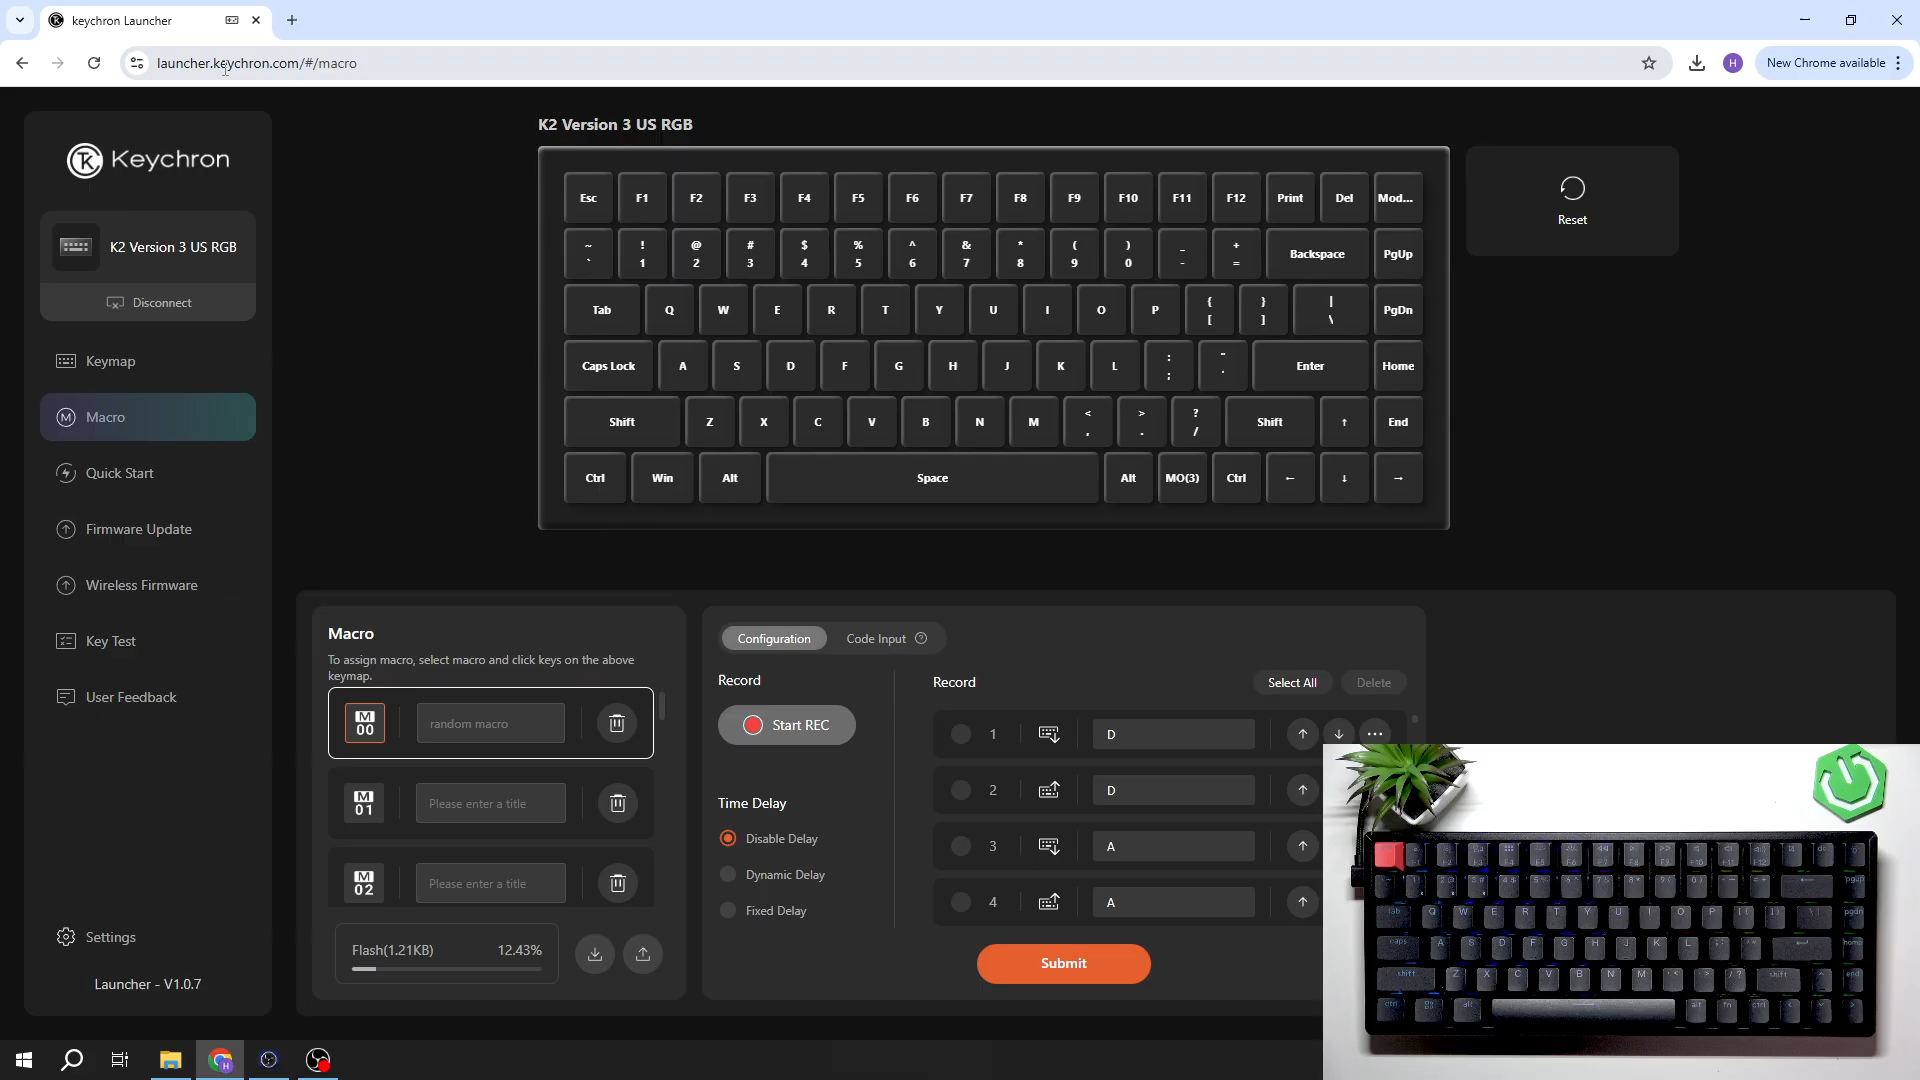 keychron Launcher
launcher.keychron.com/#/macro
H
New Chrome available
Keychron
K2 Version 3 US RGB
Disconnect
Keymap
Macro
Quick Start
Firmware Update
Wireless Firmware
Key Test
User Feedback
Settings
Launcher - V1.0.7
K2 Version 3 US RGB
Esc F1 F2 F3 F4 F5 F6 F7 F8 F9 F10 F11 F12 Print Del Mod...
~ ! @ # $ % ^ & * ( ) _ +
` 1 2 3 4 5 6 7 8 9 0 - = Backspace PgUp
Tab Q W E R T Y U I O P { [ } ] | \ PgDn
Caps Lock A S D F G H J K L : ; Enter Home
Shift Z X C V B N M < , > . ? / Shift ↑ End
Ctrl Win Alt Space Alt MO(3) Ctrl ← ↓ →
Reset
Macro
To assign macro, select macro and click keys on the above
keymap.
M 00 random macro
M 01 Please enter a title
M 02 Please enter a title
Flash(1.21KB) 12.43%
Configuration Code Input ?
Record
Start REC
Time Delay
Disable Delay
Dynamic Delay
Fixed Delay
Record Select All Delete
1 D
2 D
3 A
4 A
Submit